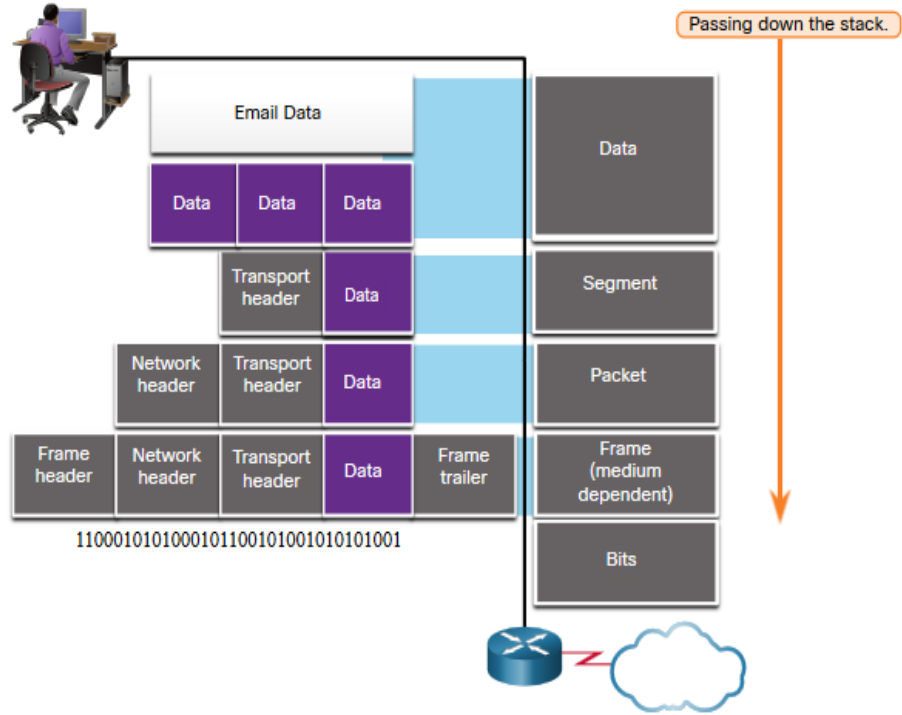 Passing down the stack.
Email Data
Data
Data
Data
Data
Transport
header
Data
Segment
Network
header
Transport
header
Data
Packet
Frame
header
Network
header
Transport
header
Data
Frame
trailer
Frame
(medium
dependent)
1100010101000101100101001010101001
Bits